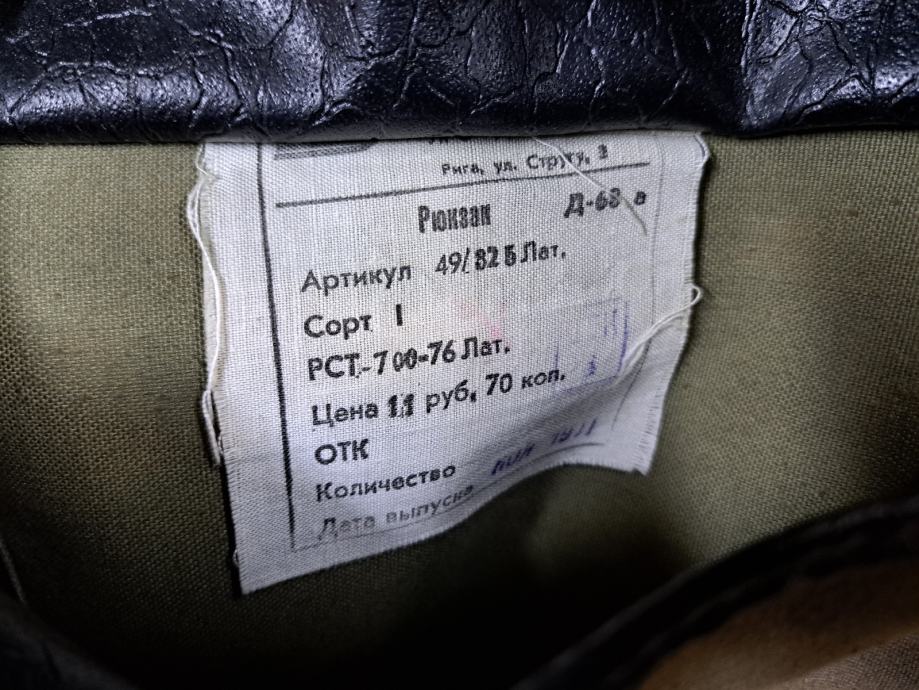 Рига, ул. Стругу, 3
Рюкзак Д-68 а
Артикул 49/82 Б Лат.
Сорт I
РСТ-700-76 Лат.
Цена 11 руб, 70 коп.
ОТК
Количество
Дата выпуска